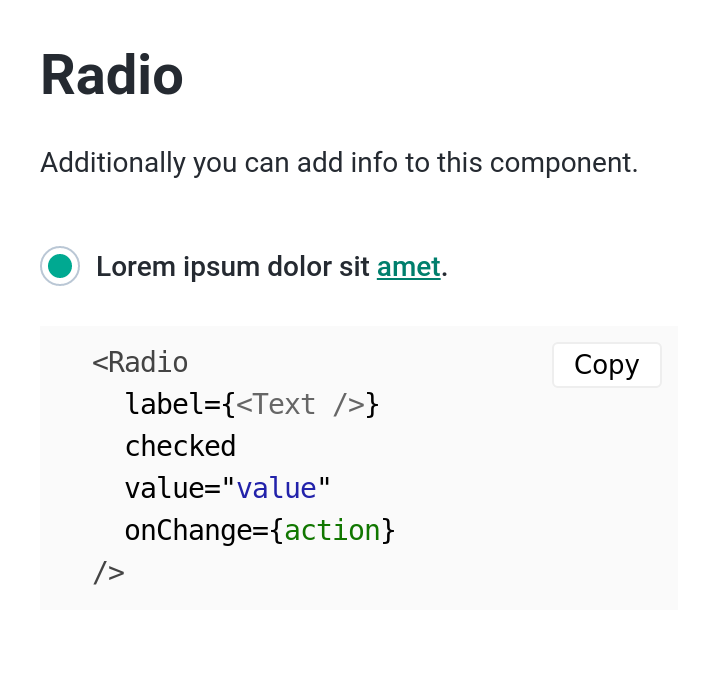 Radio
Additionally you can add info to this component.
Lorem ipsum dolor sit amet.
Copy
<Radio
  label={<Text />}
  checked
  value="value"
  onChange={action}
/>